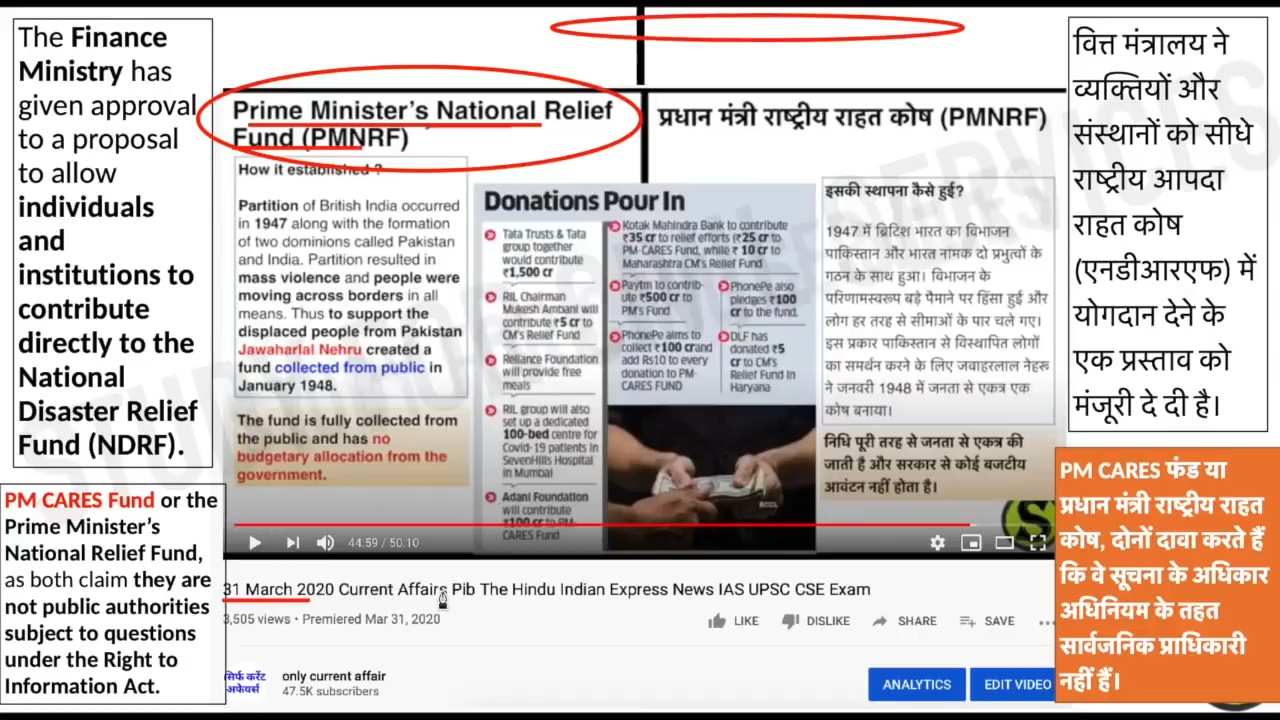 The Finance
Ministry has
given approval
to a proposal
to allow
individuals
and
institutions to
contribute
directly to the
National
Disaster Relief
Fund (NDRF).
PM CARES Fund or the
Prime Minister's
National Relief Fund,
as both claim they are
not public authorities
subject to questions
under the Right to
Information Act.
Prime Minister's National Relief
Fund (PMNRF)
How it established ?
Partition of British India occurred
in 1947 along with the formation
of two dominions called Pakistan
and India. Partition resulted in
mass violence and people were
moving across borders in all
means. Thus to support the
displaced people from Pakistan
Jawaharlal Nehru created a
fund collected from public in
January 1948.
The fund is fully collected from
the public and has no
budgetary allocation from the
government.
Donations Pour In
Tata Trusts & Tata
group together
would contribute
₹1,500 cr
RIL Chairman
Mukesh Ambani will
contribute ₹5 cr to
CM's Relief Fund
Reliance Foundation
will provide free
meals
RIL group will also
set up a dedicated
100-bed centre for
Covid-19 patients in
SevenHills Hospital
in Mumbai
Adani Foundation
will contribute
₹100 cr to PM-
CARES Fund
Kotak Mahindra Bank to contribute
₹35 cr to relief efforts (₹25 cr to
PM-CARES Fund, while ₹ 10 cr to
Maharashtra CM's Relief Fund
Paytm to contrib-
ute ₹500 cr to
PM's Fund
PhonePe aims to
collect ₹100 cr and
add Rs10 to every
donation to PM-
CARES FUND
PhonePe also
pledges ₹100
cr to the fund.
DLF has
donated ₹5
cr to CM's
Relief Fund In
Haryana
BCCL
प्रधान मंत्री राष्ट्रीय राहत कोष (PMNRF)
इसकी स्थापना कैसे हुई?
1947 में ब्रिटिश भारत का विभाजन
पाकिस्तान और भारत नामक दो प्रभुत्वों के
गठन के साथ हुआ। विभाजन के
परिणामस्वरूप बड़े पैमाने पर हिंसा हुई और
लोग हर तरह से सीमाओं के पार चले गए।
इस प्रकार पाकिस्तान से विस्थापित लोगों
का समर्थन करने के लिए जवाहरलाल नेहरू
ने जनवरी 1948 में जनता से एकत्र एक
कोष बनाया।
निधि पूरी तरह से जनता से एकत्र की
जाती है और सरकार से कोई बजटीय
आवंटन नहीं होता है।
44:59 / 50:10
31 March 2020 Current Affairs Pib The Hindu Indian Express News IAS UPSC CSE Exam
3,505 views • Premiered Mar 31, 2020
LIKE
DISLIKE
SHARE
SAVE
सिर्फ करेंट
अफेयर्स
only current affair
47.5K subscribers
ANALYTICS
EDIT VIDEO
वित्त मंत्रालय ने
व्यक्तियों और
संस्थानों को सीधे
राष्ट्रीय आपदा
राहत कोष
(एनडीआरएफ) में
योगदान देने के
एक प्रस्ताव को
मंजूरी दे दी है।
PM CARES फंड या
प्रधान मंत्री राष्ट्रीय राहत
कोष, दोनों दावा करते हैं
कि वे सूचना के अधिकार
अधिनियम के तहत
सार्वजनिक प्राधिकारी
नहीं हैं।